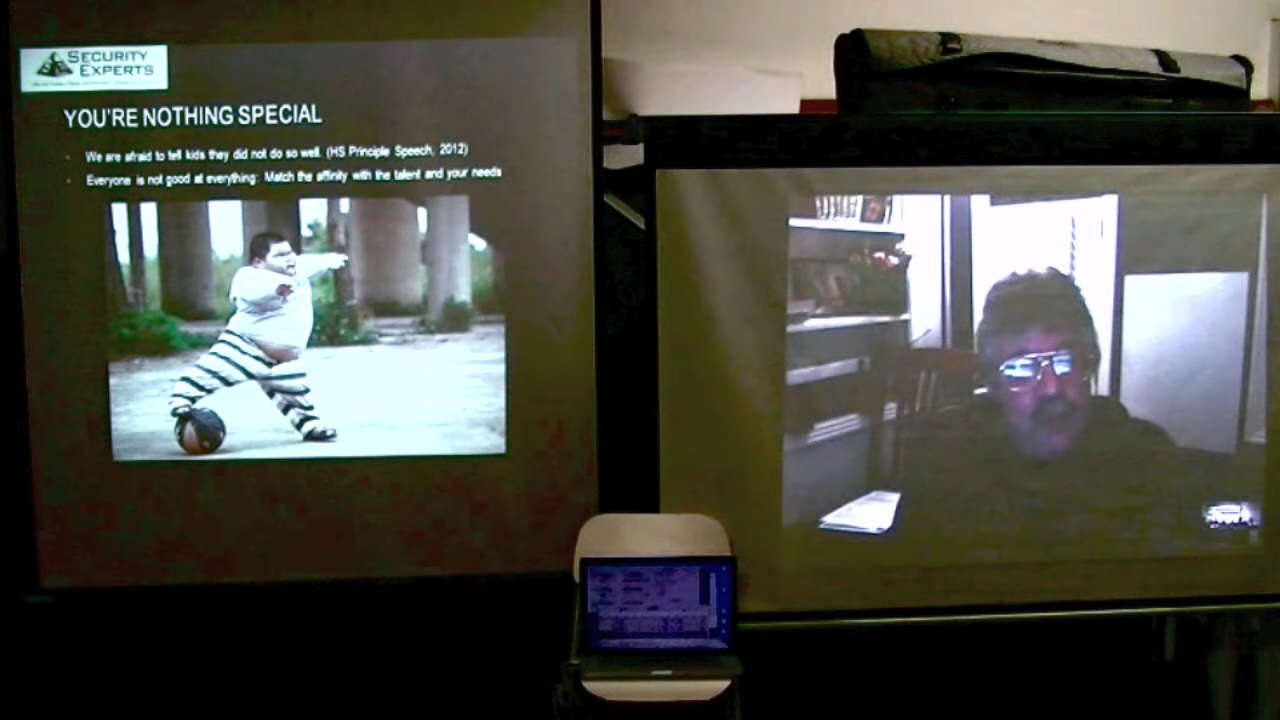 SECURITY
EXPERTS
YOU'RE NOTHING SPECIAL
We are afraid to tell kids they did not do so well. (HS Principle Speech, 2012)
Everyone is not good at everything: Match the affinity with the talent and your needs